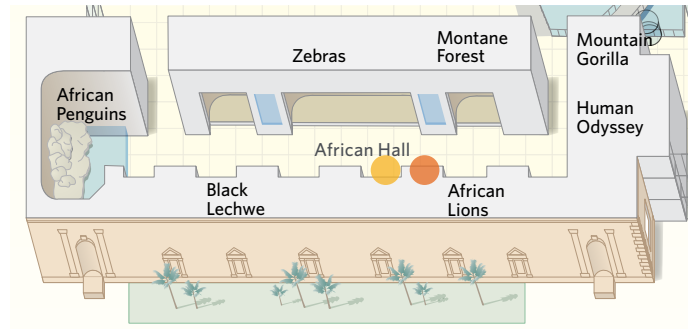 Zebras
Montane
Forest
Mountain
Gorilla
African
Penguins
Human
Odyssey
African Hall
Black
Lechwe
African
Lions